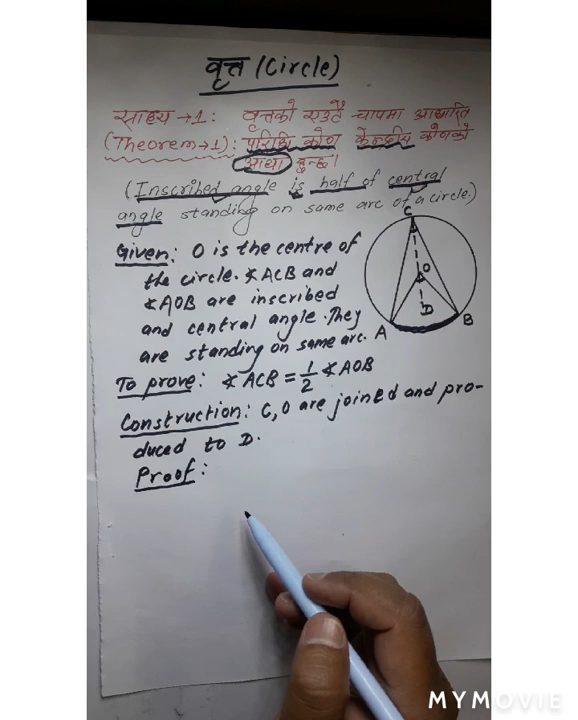 वृत्त (Circle)
साध्य → 1: वृत्तको एउटै चापमा आधारित
(Theorem → 1): परिधि कोण केन्द्रीय कोणको
आधा हुन्छ।
(Inscribed angle is half of central
angle standing on same arc of a circle.)
Given: O is the centre of
the circle. ∢ACB and
∢AOB are inscribed
and central angle. They
are standing on same arc.
C
O
D
A
B
To prove: ∢ACB = 1/2 ∢AOB
Construction: C, O are joined and pro-
duced to D.
Proof:
MYMOVIE